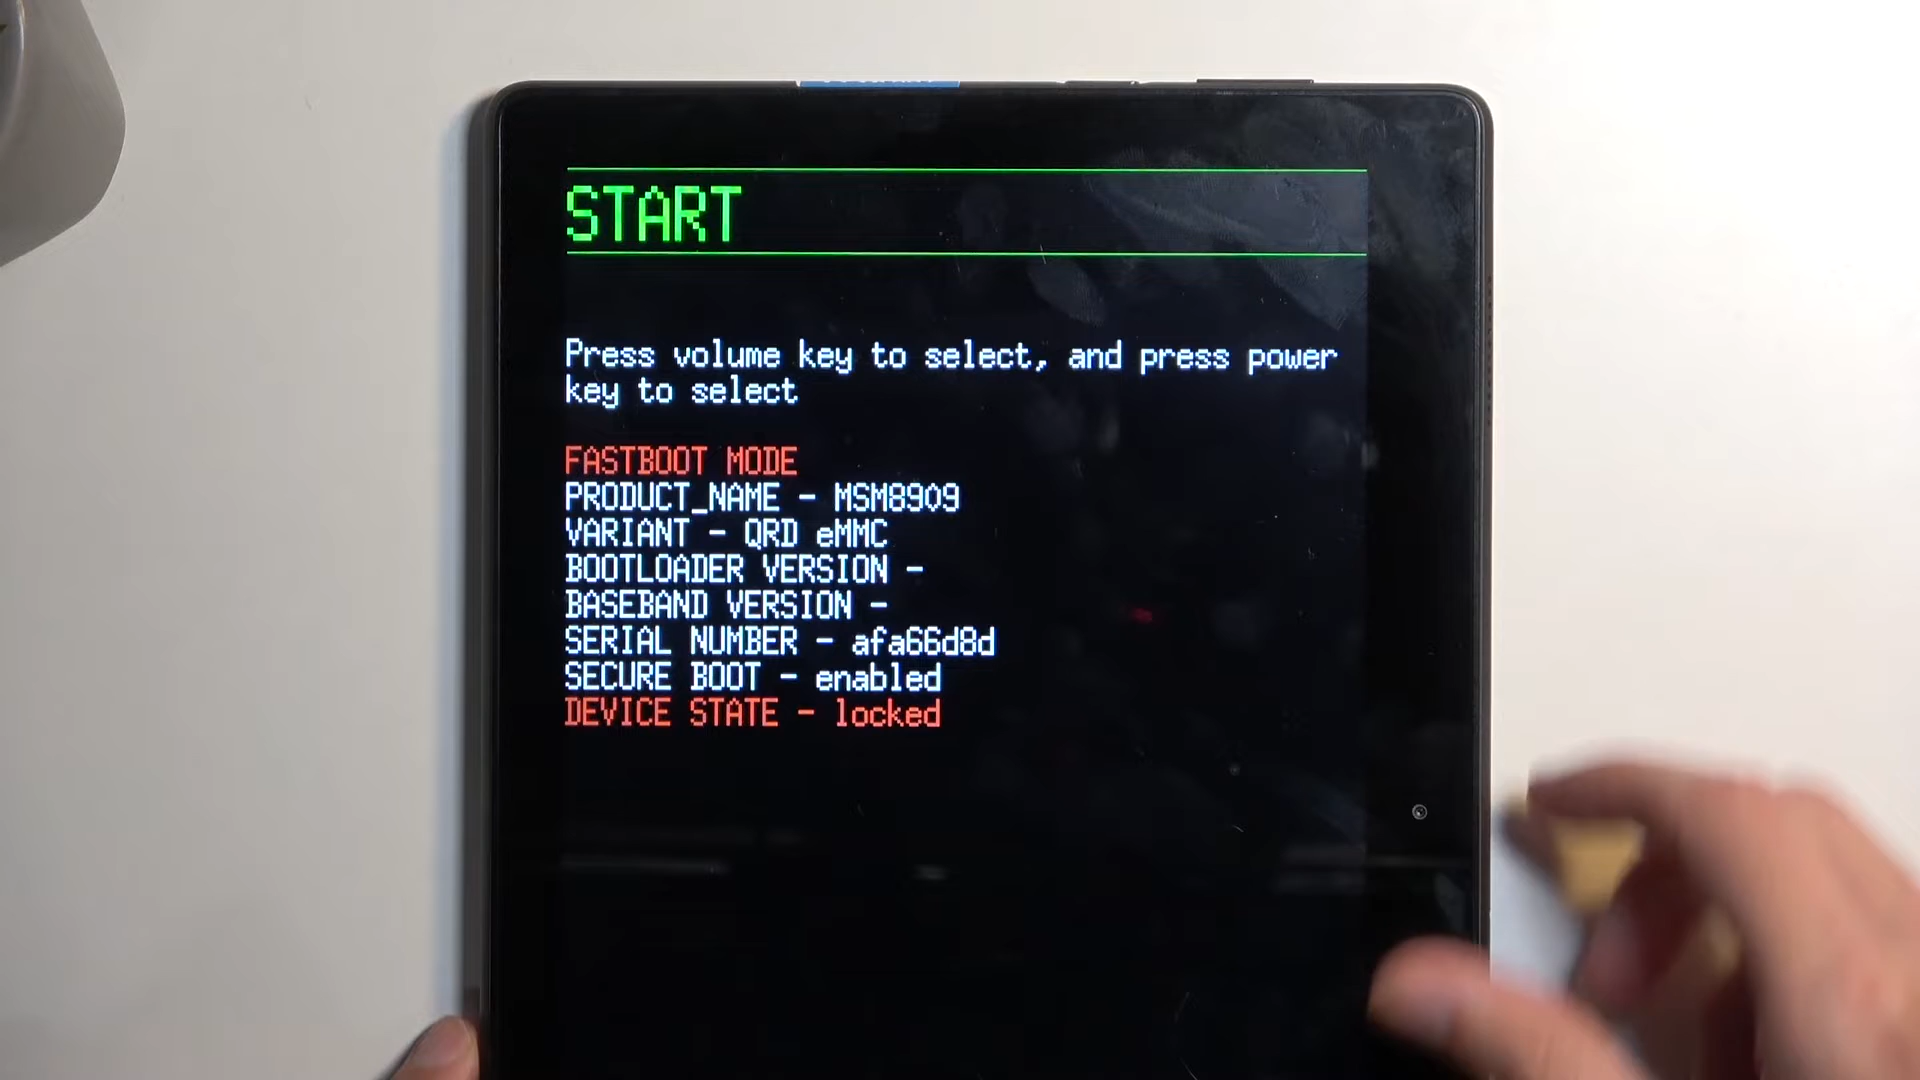 START
Press volume key to select, and press power
key to select
FASTBOOT MODE
PRODUCT_NAME - MSM8909
VARIANT - QRD eMMC
BOOTLOADER VERSION -
BASEBAND VERSION -
SERIAL NUMBER - afa66d8d
SECURE BOOT - enabled
DEVICE STATE - locked